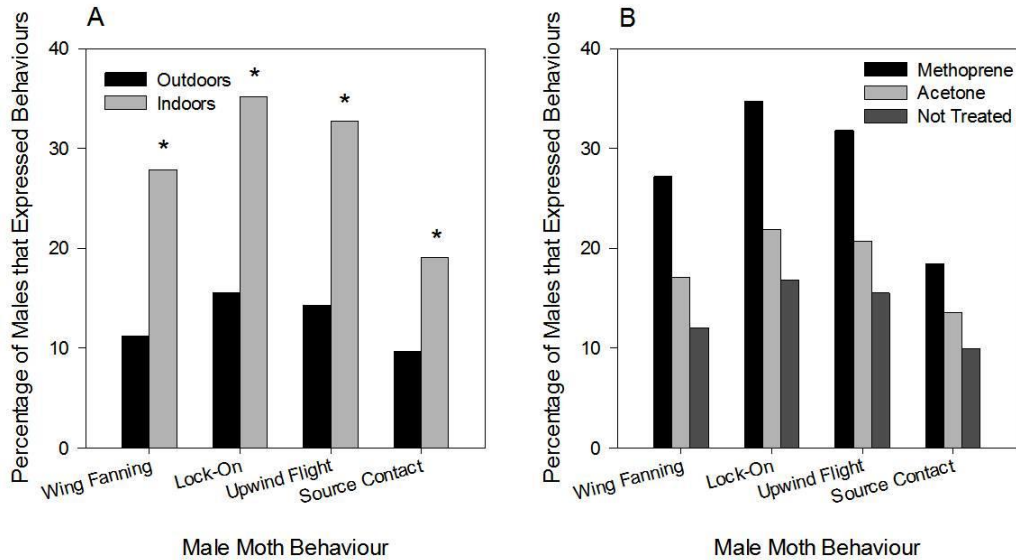 A
Percentage of Males that Expressed Behaviours
40
30
20
10
0
Outdoors
Indoors
*
*
*
*
Wing Fanning
Lock-On
Upwind Flight
Source Contact
Male Moth Behaviour
B
Percentage of Males that Expressed Behaviours
40
30
20
10
0
Methoprene
Acetone
Not Treated
Wing Fanning
Lock-On
Upwind Flight
Source Contact
Male Moth Behaviour